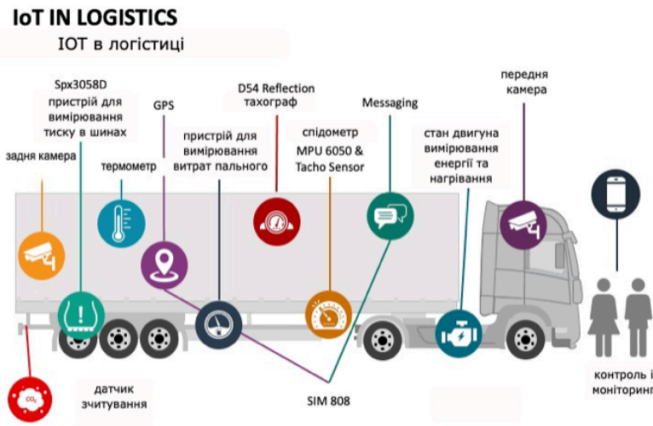 IoT IN LOGISTICS
ІОТ в логістиці
передня
камера
Spx3058D
пристрій для
вимірювання
тиску в шинах
GPS
D54 Reflection
тахограф
Messaging
задня камера
термометр
пристрій для
вимірювання
витрат пального
спідометр
MPU 6050 &
Tacho Sensor
стан двигуна
вимірювання
енергії та
нагрівання
CO₂
датчик
зчитування
SIM 808
контроль і
моніторинг